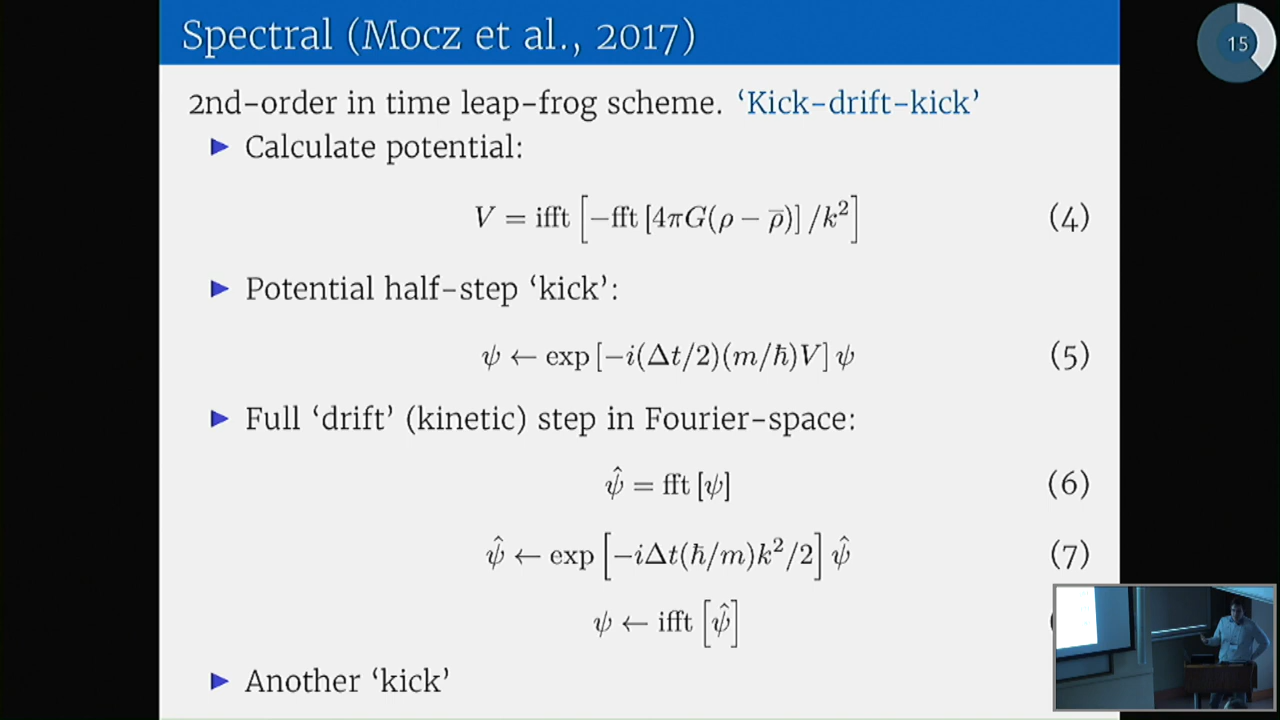 Spectral (Mocz et al., 2017)
15
2nd-order in time leap-frog scheme. ‘Kick-drift-kick’
▶ Calculate potential:
V = ifft [−fft [4πG(ρ − ρ̅)] /k²] (4)
▶ Potential half-step ‘kick’:
ψ ← exp [−i(Δt/2)(m/ħ)V] ψ (5)
▶ Full ‘drift’ (kinetic) step in Fourier-space:
ψ̂ = fft [ψ] (6)
ψ̂ ← exp [−iΔt(ħ/m)k²/2] ψ̂ (7)
ψ ← ifft [ψ̂]
▶ Another ‘kick’